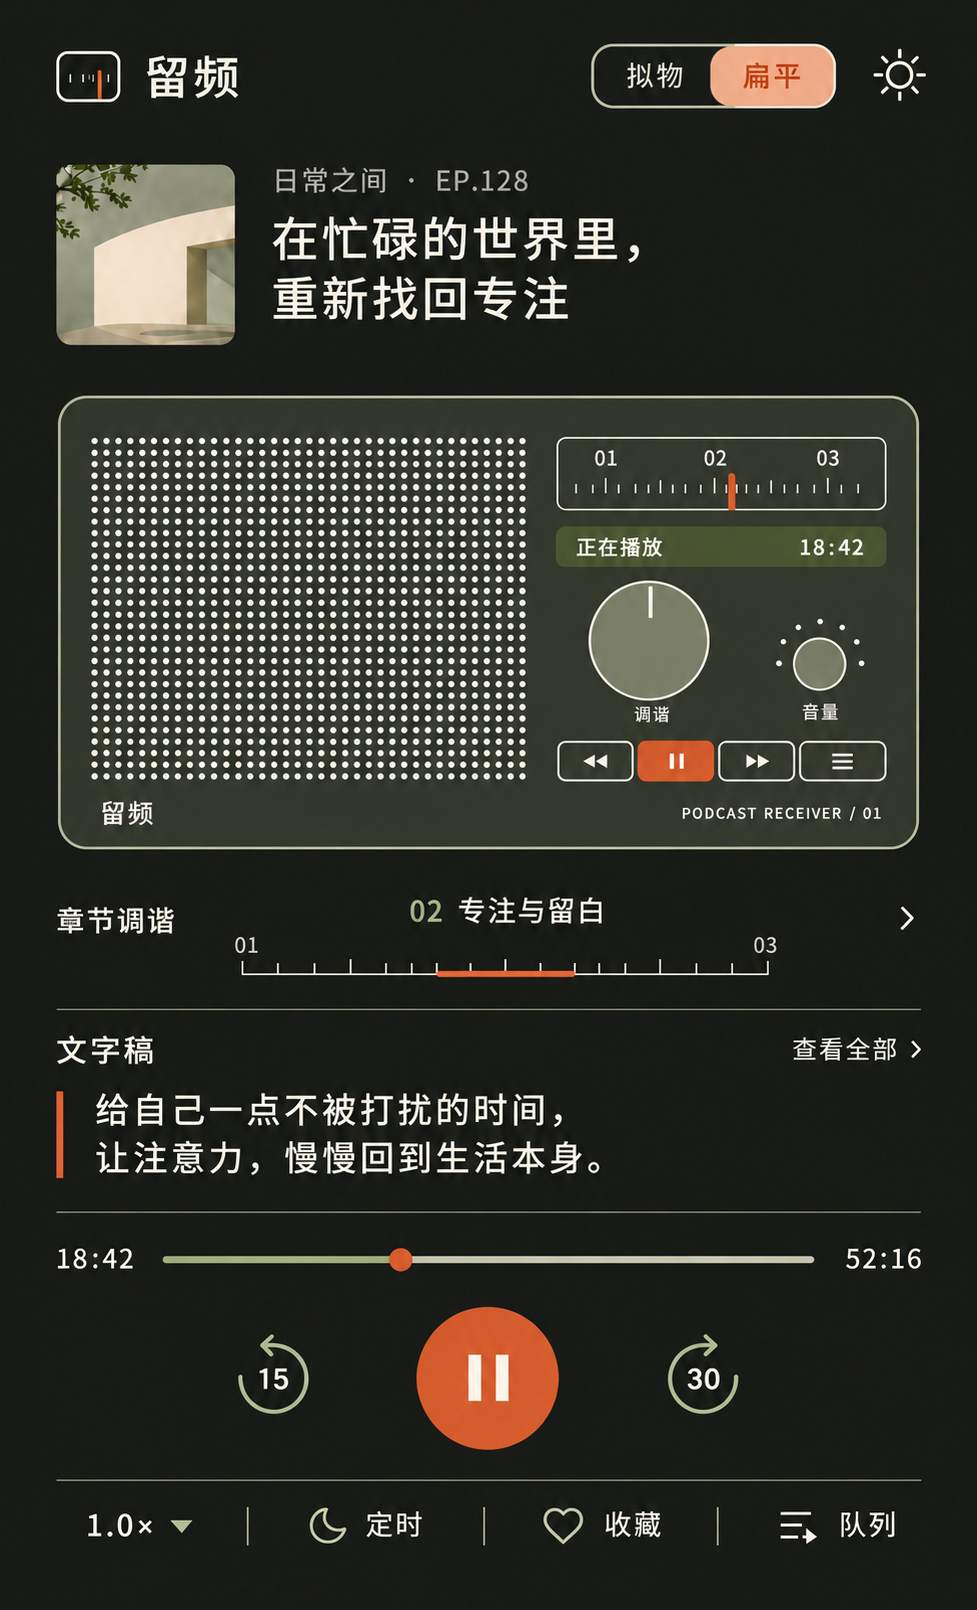 留频
拟物 扁平
日常之间 · EP.128
在忙碌的世界里，
重新找回专注
01 02 03
正在播放 18:42
调谐 音量
留频 PODCAST RECEIVER / 01
章节调谐
02 专注与留白
01 03
文字稿 查看全部
给自己一点不被打扰的时间，
让注意力，慢慢回到生活本身。
18:42 52:16
15 30
1.0× 定时 收藏 队列